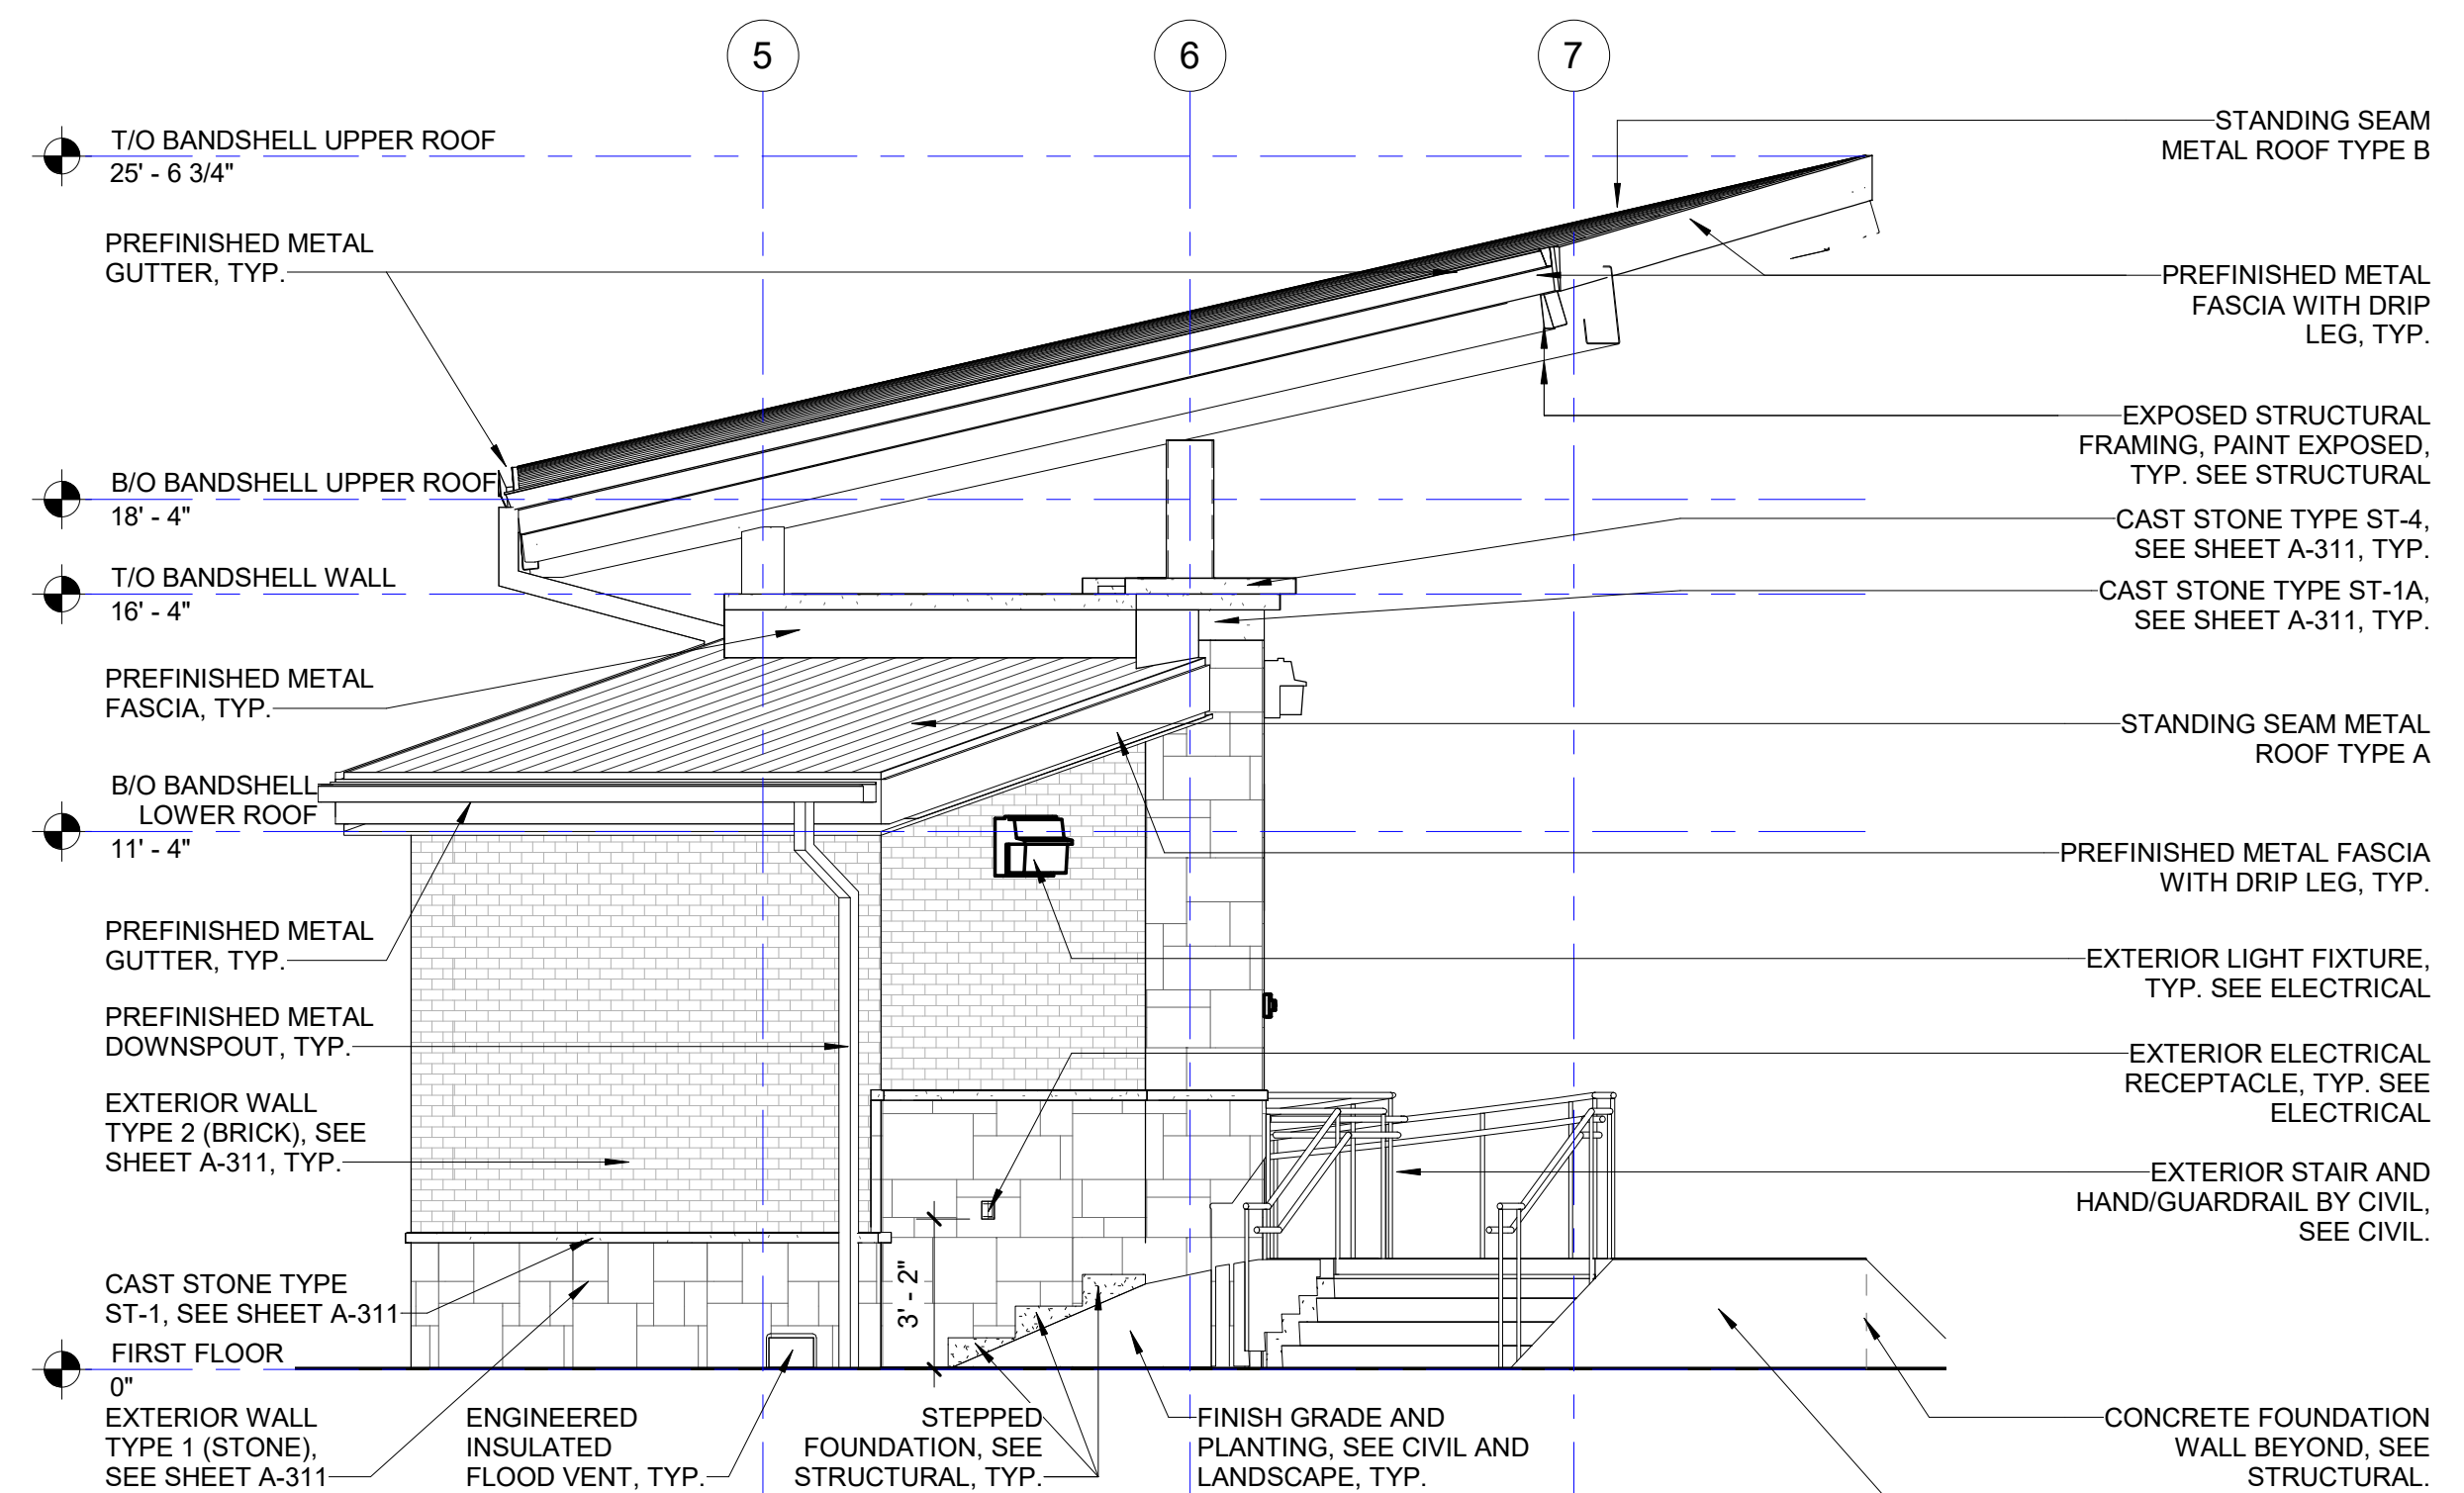 5
6
7
T/O BANDSHELL UPPER ROOF
25' - 6 3/4"
PREFINISHED METAL
GUTTER, TYP.
B/O BANDSHELL UPPER ROOF
18' - 4"
T/O BANDSHELL WALL
16' - 4"
PREFINISHED METAL
FASCIA, TYP.
B/O BANDSHELL
LOWER ROOF
11' - 4"
PREFINISHED METAL
GUTTER, TYP.
PREFINISHED METAL
DOWNSPOUT, TYP.
EXTERIOR WALL
TYPE 2 (BRICK), SEE
SHEET A-311, TYP.
CAST STONE TYPE
ST-1, SEE SHEET A-311
FIRST FLOOR
0"
EXTERIOR WALL
TYPE 1 (STONE),
SEE SHEET A-311
ENGINEERED
INSULATED
FLOOD VENT, TYP.
3' - 2"
STEPPED
FOUNDATION, SEE
STRUCTURAL, TYP.
FINISH GRADE AND
PLANTING, SEE CIVIL AND
LANDSCAPE, TYP.
STANDING SEAM
METAL ROOF TYPE B
PREFINISHED METAL
FASCIA WITH DRIP
LEG, TYP.
EXPOSED STRUCTURAL
FRAMING, PAINT EXPOSED,
TYP. SEE STRUCTURAL
CAST STONE TYPE ST-4,
SEE SHEET A-311, TYP.
CAST STONE TYPE ST-1A,
SEE SHEET A-311, TYP.
STANDING SEAM METAL
ROOF TYPE A
PREFINISHED METAL FASCIA
WITH DRIP LEG, TYP.
EXTERIOR LIGHT FIXTURE,
TYP. SEE ELECTRICAL
EXTERIOR ELECTRICAL
RECEPTACLE, TYP. SEE
ELECTRICAL
EXTERIOR STAIR AND
HAND/GUARDRAIL BY CIVIL,
SEE CIVIL.
CONCRETE FOUNDATION
WALL BEYOND, SEE
STRUCTURAL.